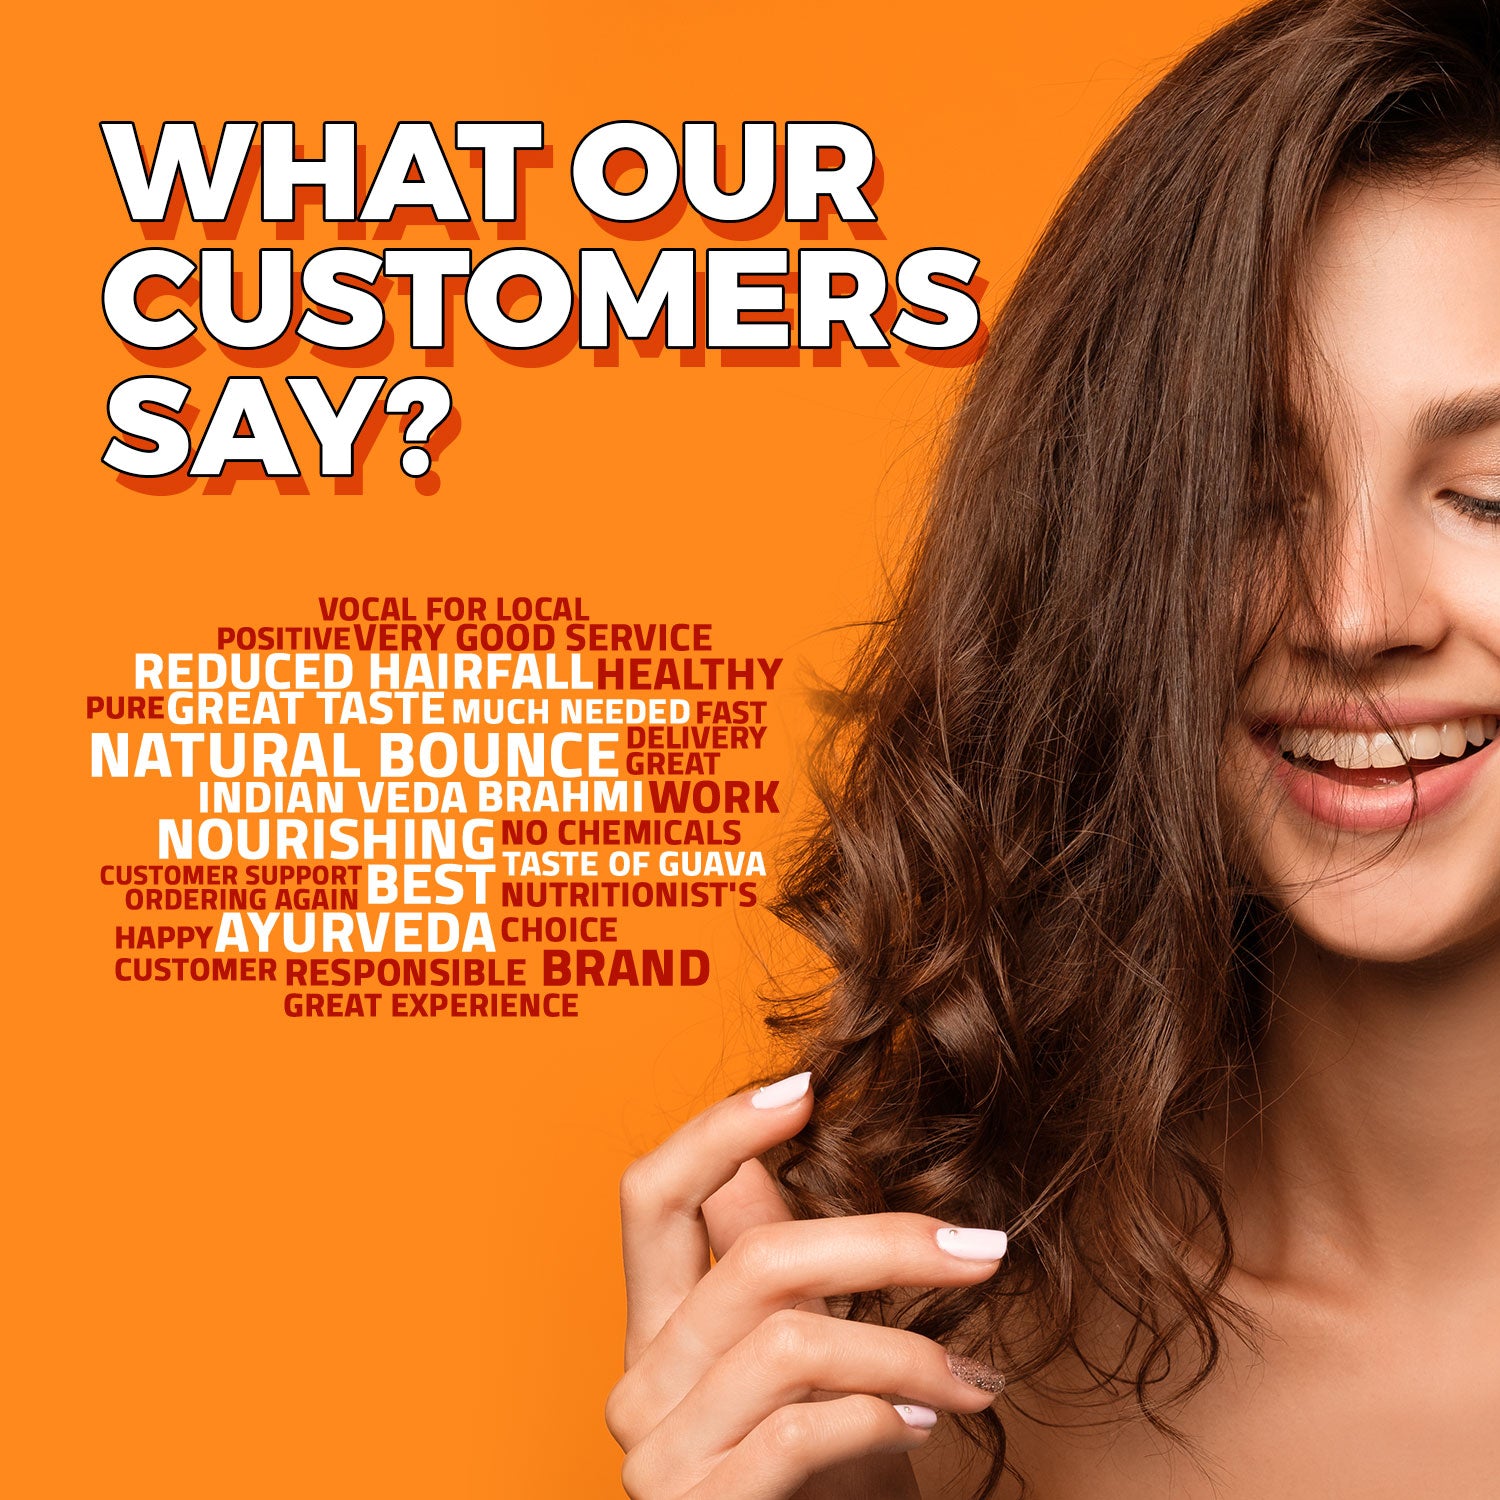 WHAT OUR
CUSTOMERS
SAY?
VOCAL FOR LOCAL
POSITIVE VERY GOOD SERVICE
REDUCED HAIRFALL HEALTHY
PURE GREAT TASTE MUCH NEEDED FAST
DELIVERY
NATURAL BOUNCE GREAT
INDIAN VEDA BRAHMI WORK
NOURISHING NO CHEMICALS
TASTE OF GUAVA
CUSTOMER SUPPORT BEST
ORDERING AGAIN NUTRITIONIST'S
HAPPY AYURVEDA CHOICE
CUSTOMER RESPONSIBLE BRAND
GREAT EXPERIENCE